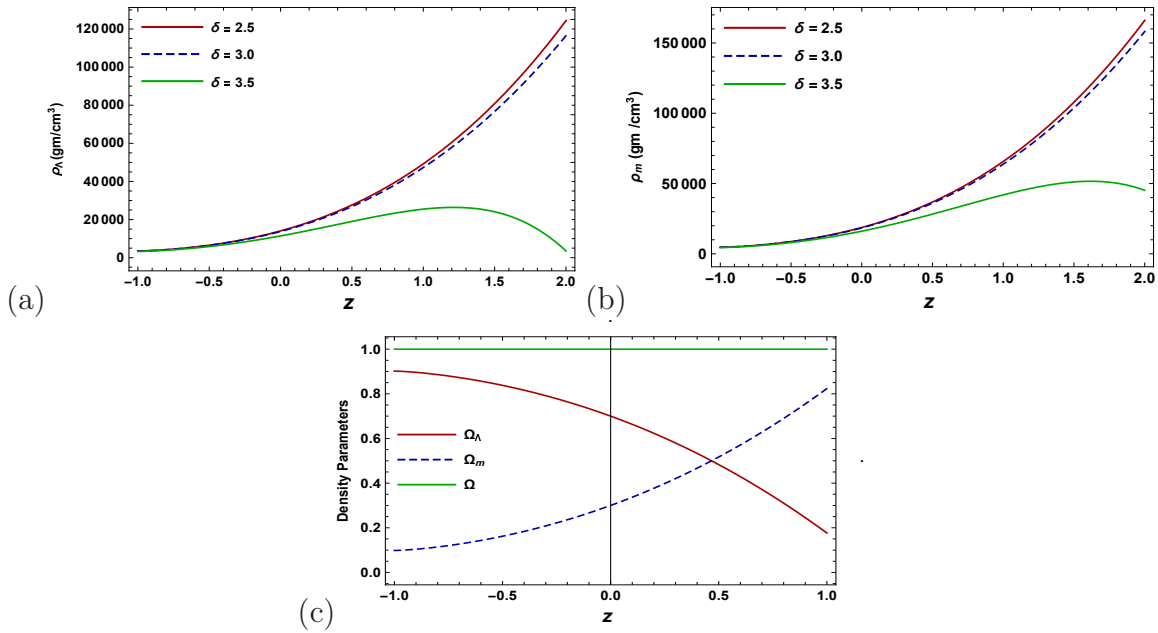 120 000
100 000
80 000
60 000
40 000
20 000
0
ρΛ(gm/cm³)
δ = 2.5
δ = 3.0
δ = 3.5
-1.0 -0.5 0.0 0.5 1.0 1.5 2.0
z
(a)
150 000
100 000
50 000
0
ρm (gm /cm³)
δ = 2.5
δ = 3.0
δ = 3.5
-1.0 -0.5 0.0 0.5 1.0 1.5 2.0
z
(b)
1.0
0.8
0.6
0.4
0.2
0.0
Density Parameters
ΩΛ
Ωm
Ω
-1.0 -0.5 0.0 0.5 1.0
z
(c)